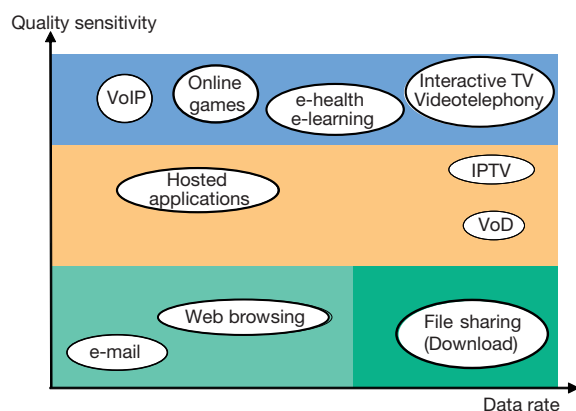 Quality sensitivity
VoIP
Online
games
e-health
e-learning
Interactive TV
Videotelephony
Hosted
applications
IPTV
VoD
Web browsing
e-mail
File sharing
(Download)
Data rate